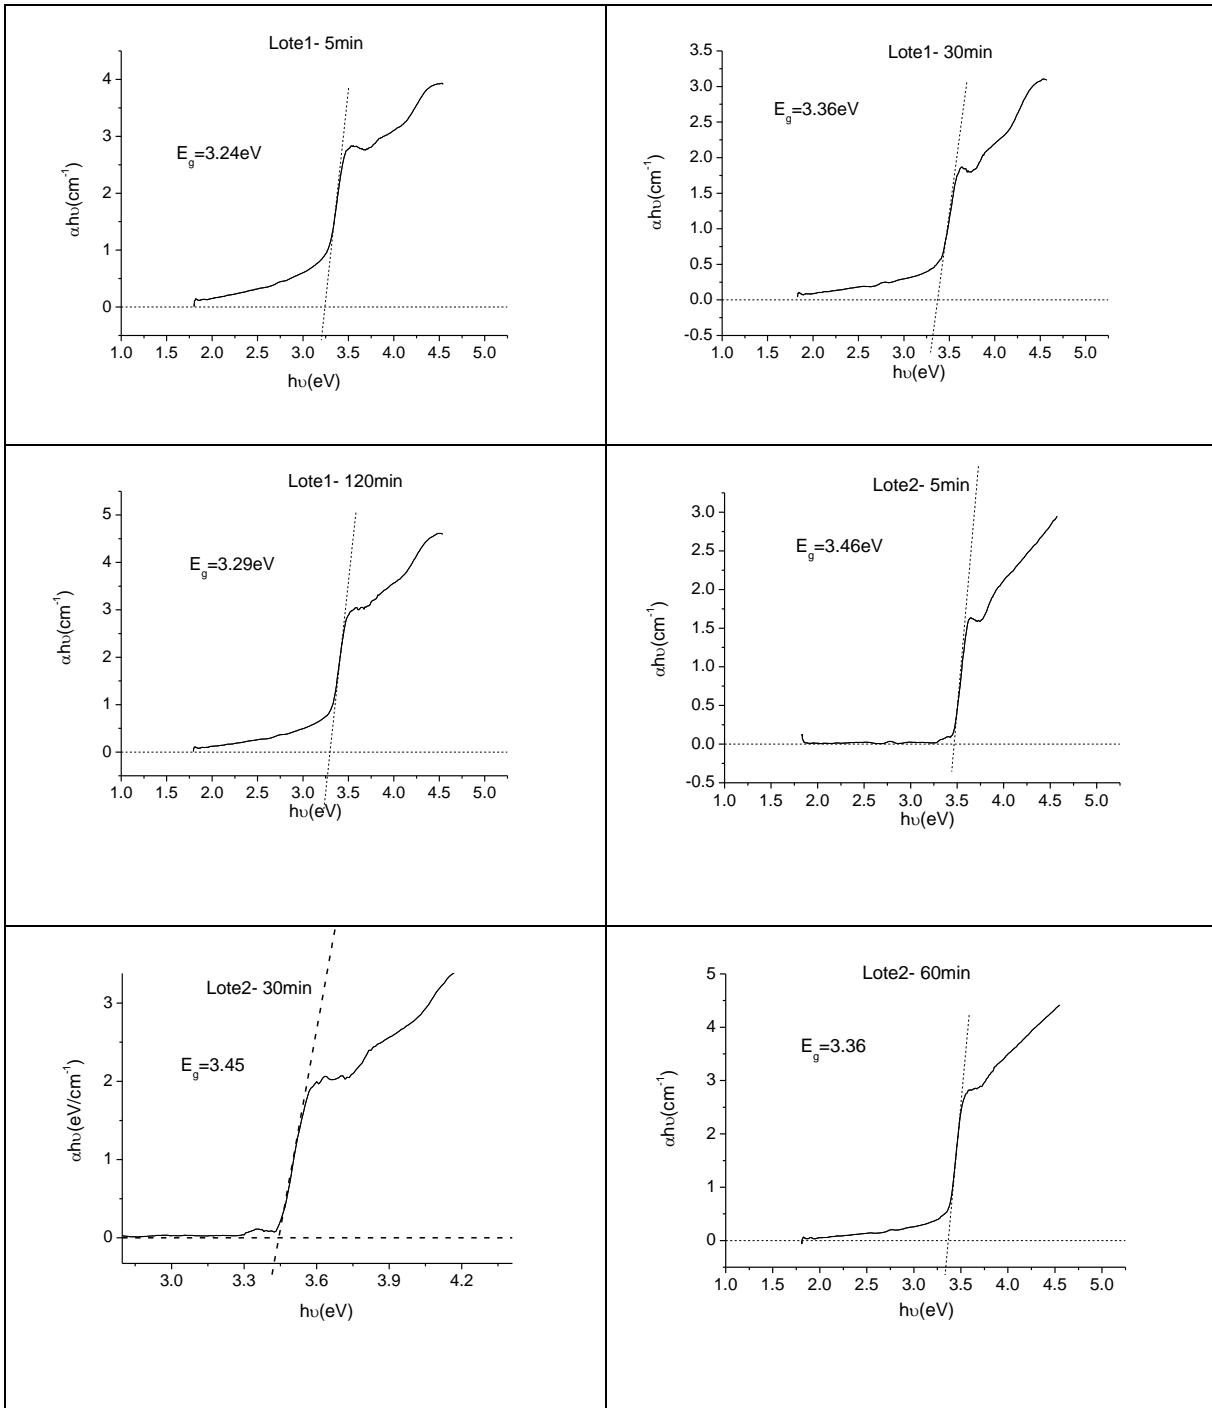 Lote1- 5min
4
3
2
1
0
E_g=3.24eV
αhυ(cm⁻¹)
1.0 1.5 2.0 2.5 3.0 3.5 4.0 4.5 5.0
hυ(eV)
Lote1- 30min
3.5
3.0
2.5
2.0
1.5
1.0
0.5
0.0
-0.5
E_g=3.36eV
αhυ(cm⁻¹)
1.0 1.5 2.0 2.5 3.0 3.5 4.0 4.5 5.0
hυ(eV)
Lote1- 120min
5
4
3
2
1
0
E_g=3.29eV
αhυ(cm⁻¹)
1.0 1.5 2.0 2.5 3.0 3.5 4.0 4.5 5.0
hυ(eV)
Lote2- 5min
3.0
2.5
2.0
1.5
1.0
0.5
0.0
-0.5
E_g=3.46eV
αhυ(cm⁻¹)
1.0 1.5 2.0 2.5 3.0 3.5 4.0 4.5 5.0
hυ(eV)
Lote2- 30min
3
2
1
0
E_g=3.45
αhυ(eV/cm⁻¹)
3.0 3.3 3.6 3.9 4.2
hυ(eV)
Lote2- 60min
5
4
3
2
1
0
E_g=3.36
αhυ(cm⁻¹)
1.0 1.5 2.0 2.5 3.0 3.5 4.0 4.5 5.0
hυ(eV)